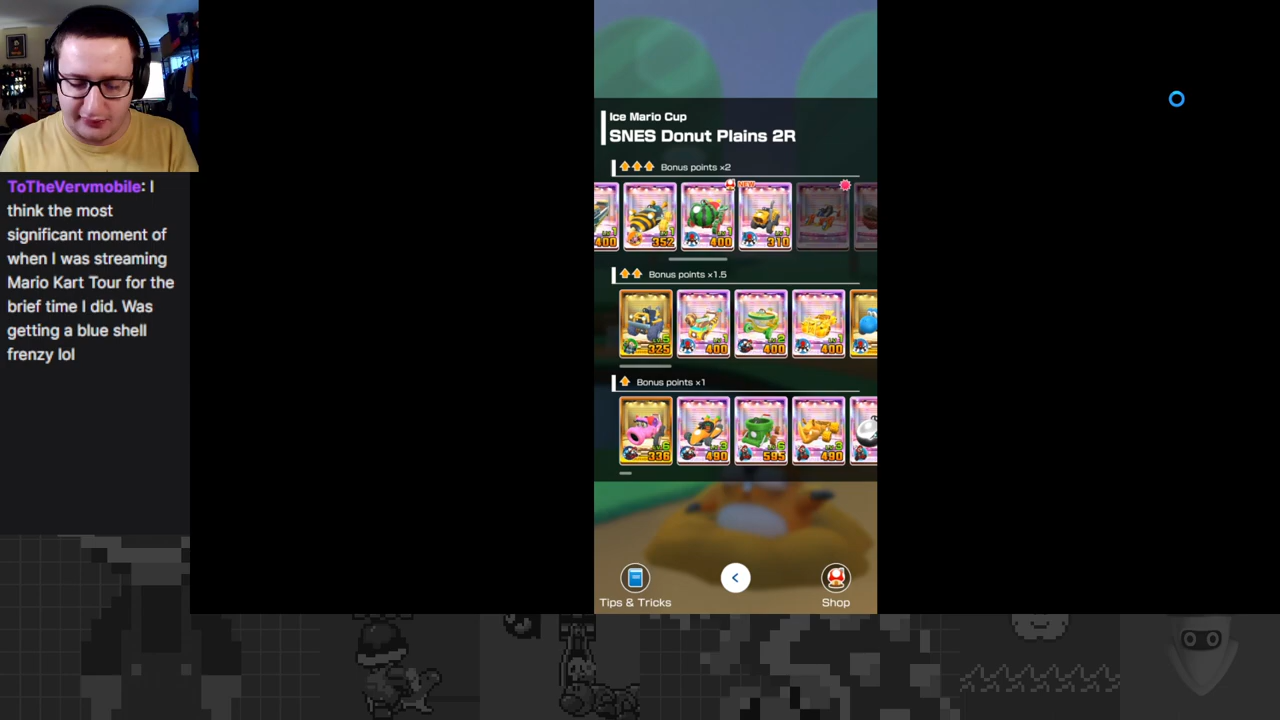 ToTheVervmobile: I
think the most
significant moment of
when I was streaming
Mario Kart Tour for the
brief time I did. Was
getting a blue shell
frenzy lol
Ice Mario Cup
SNES Donut Plains 2R
Bonus points ×2
NEW
400 352 400 310
Bonus points ×1.5
325 400 400 400
Bonus points ×1
336 490 595 490
Tips & Tricks
<
Shop